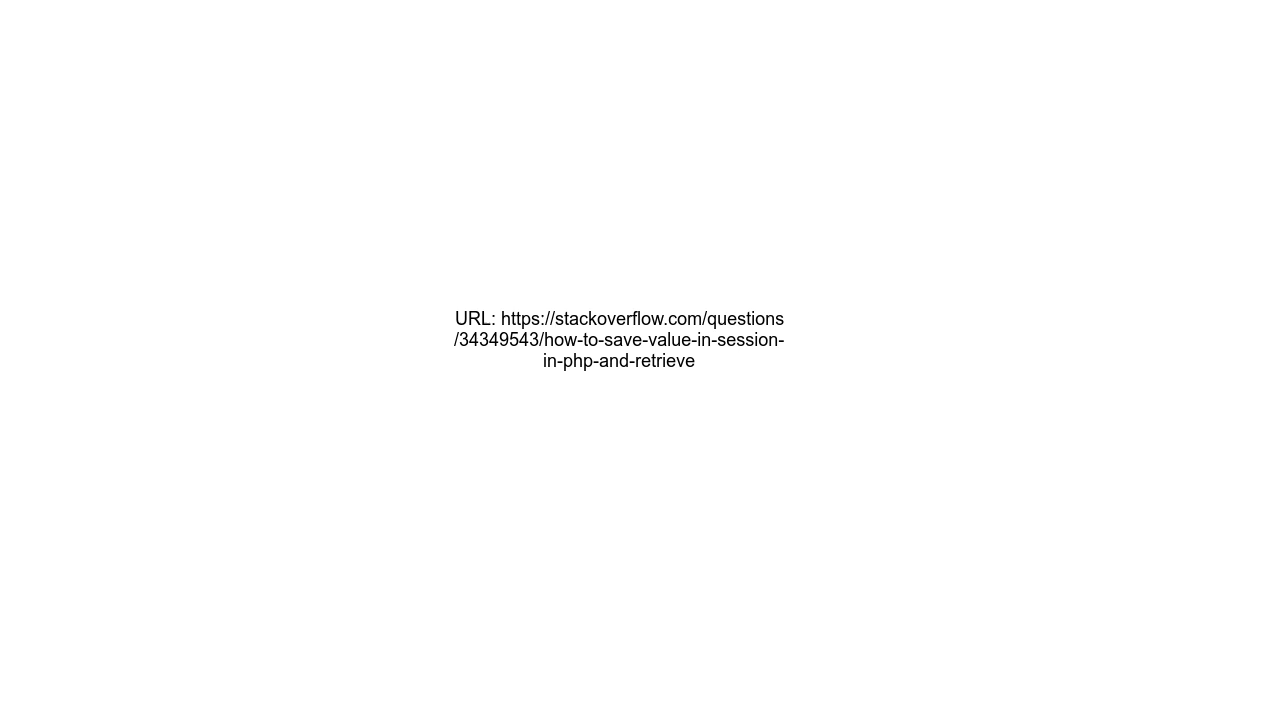 URL: https://stackoverflow.com/questions
/34349543/how-to-save-value-in-session-
in-php-and-retrieve